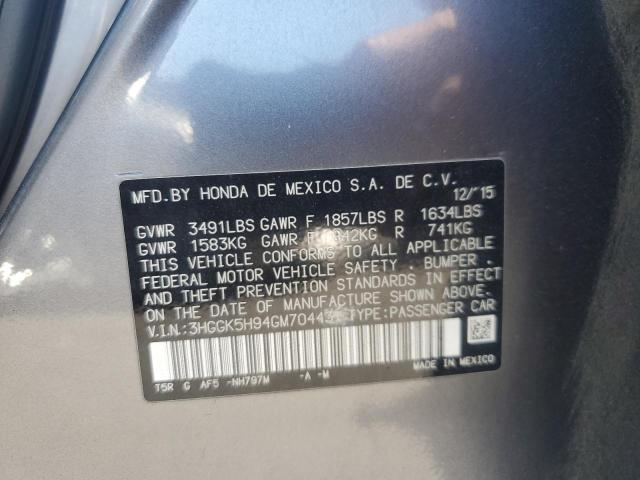 MFD.BY HONDA DE MEXICO S.A. DE C.V.
12/'15
GVWR 3491LBS GAWR F 1857LBS R 1634LBS
GVWR 1583KG GAWR F 842KG R 741KG
THIS VEHICLE CONFORMS TO ALL APPLICABLE
FEDERAL MOTOR VEHICLE SAFETY , BUMPER ,
AND THEFT PREVENTION STANDARDS IN EFFECT
ON THE DATE OF MANUFACTURE SHOWN ABOVE.
V.I.N.: TYPE:PASSENGER CAR
MADE IN MEXICO
T5R G AF5 -NH797M -A -M